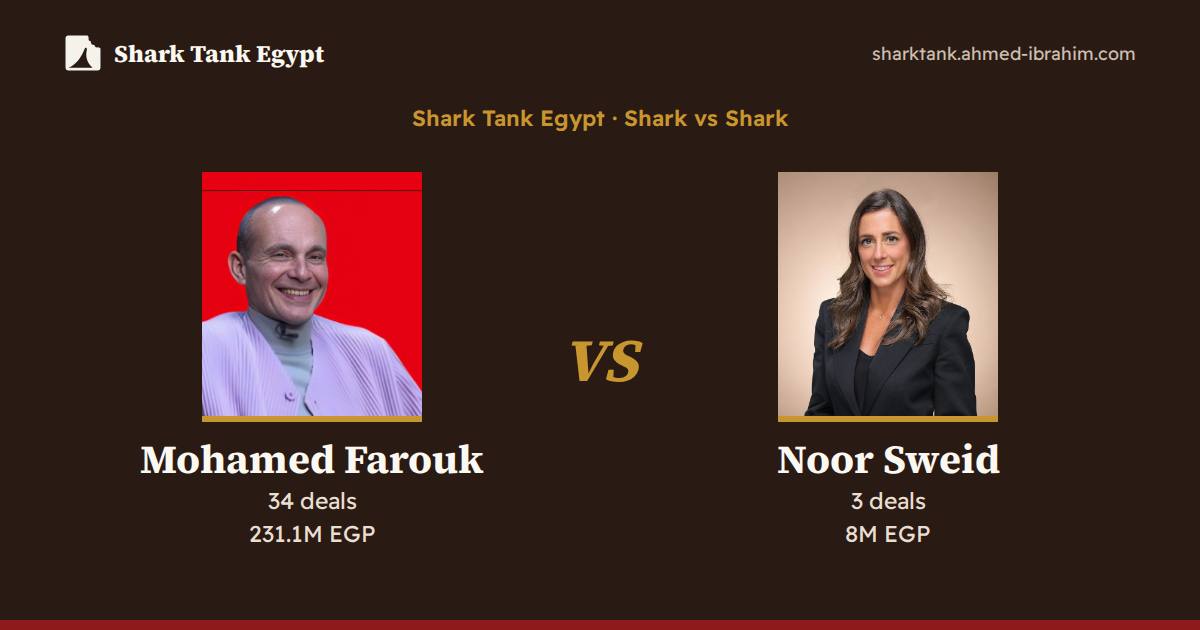 Shark Tank Egypt
sharktank.ahmed-ibrahim.com
Shark Tank Egypt · Shark vs Shark
VS
Mohamed Farouk
34 deals
231.1M EGP
Noor Sweid
3 deals
8M EGP